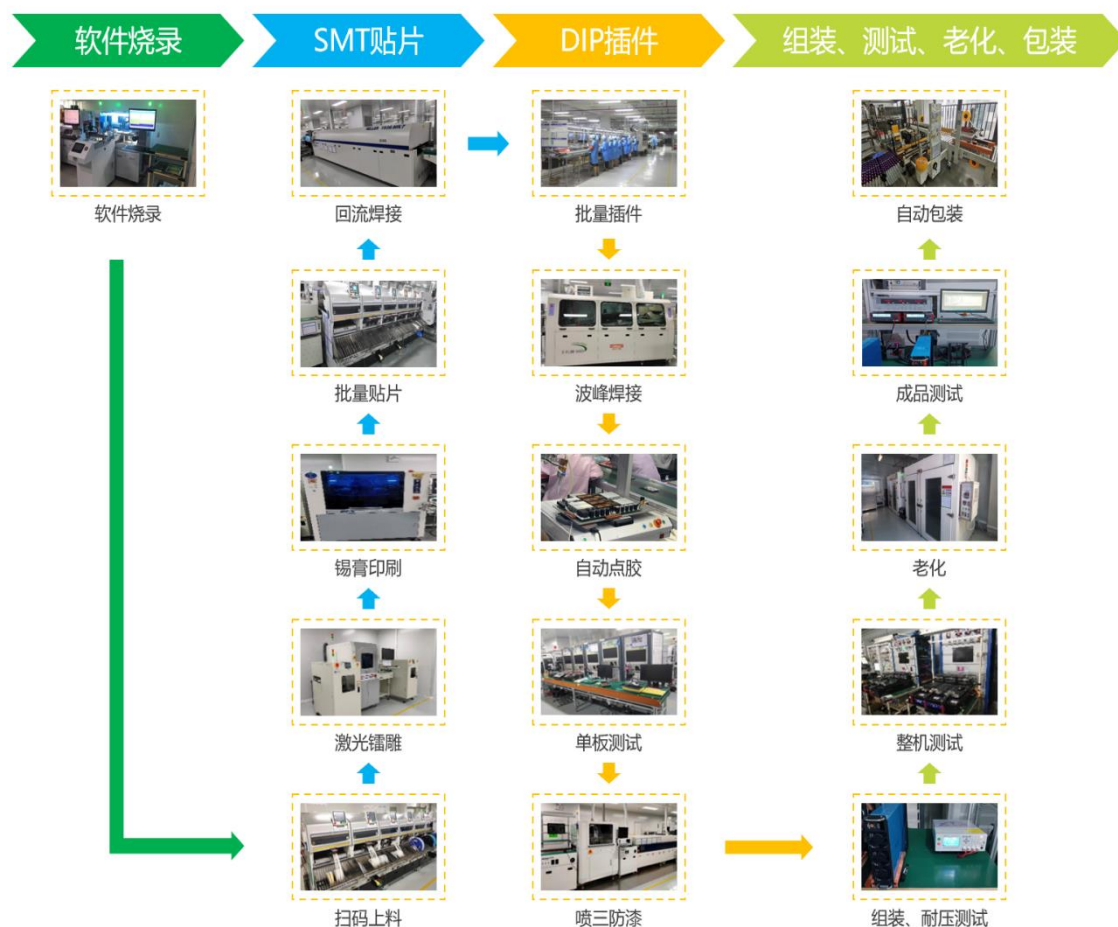 软件烧录
SMT贴片
DIP插件
组装、测试、老化、包装
软件烧录
回流焊接
批量插件
自动包装
批量贴片
波峰焊接
成品测试
锡膏印刷
自动点胶
老化
激光镭雕
单板测试
整机测试
扫码上料
喷三防漆
组装、耐压测试